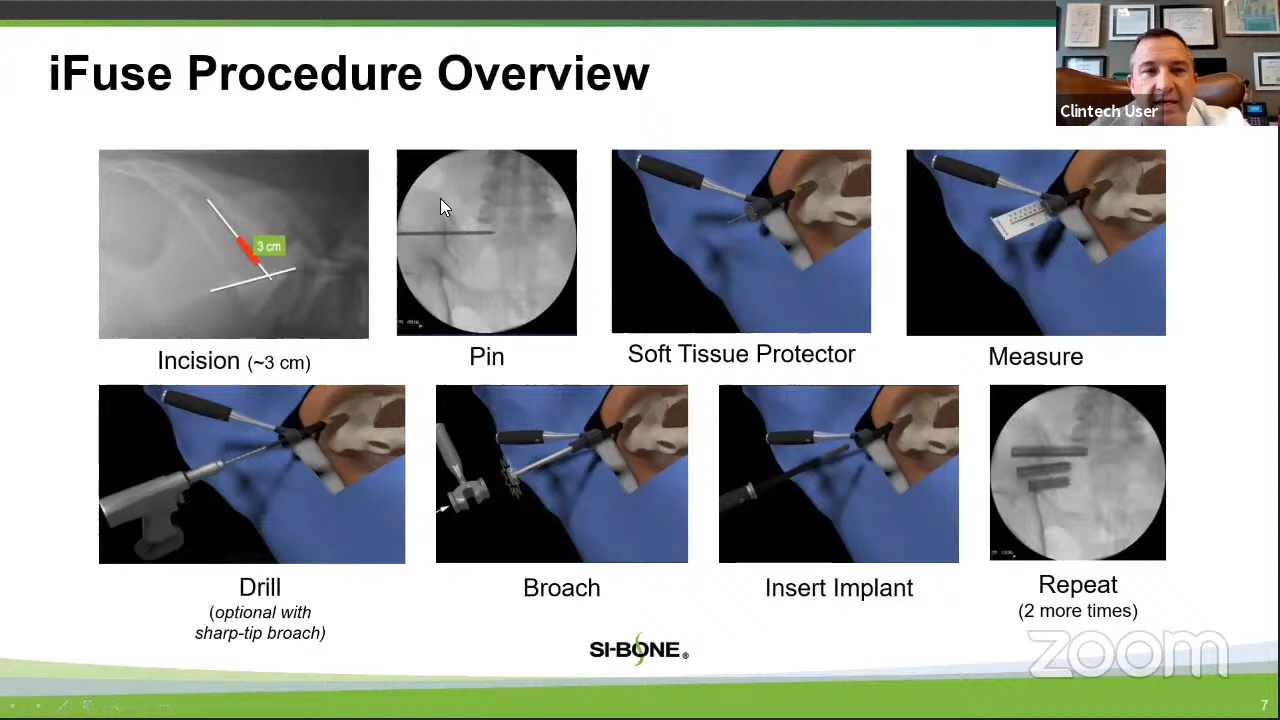 iFuse Procedure Overview
Clintech User
3 cm
Incision (~3 cm)
Pin
Soft Tissue Protector
Measure
Drill
(optional with
sharp-tip broach)
Broach
Insert Implant
Repeat
(2 more times)
SI-BONE®
zoom
7